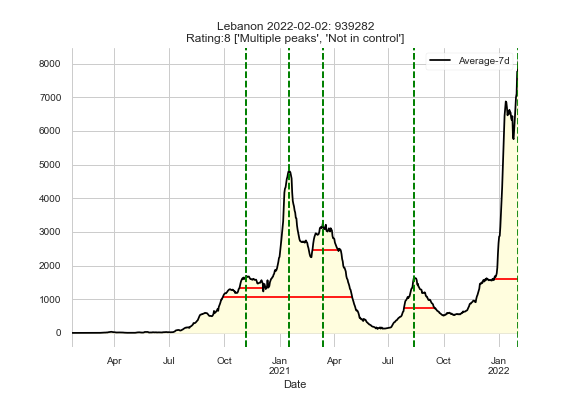 Lebanon 2022-02-02: 939282
Rating:8 ['Multiple peaks', 'Not in control']
Average-7d
8000
7000
6000
5000
4000
3000
2000
1000
0
Apr Jul Oct Jan Apr Jul Oct Jan
2021 2022
Date